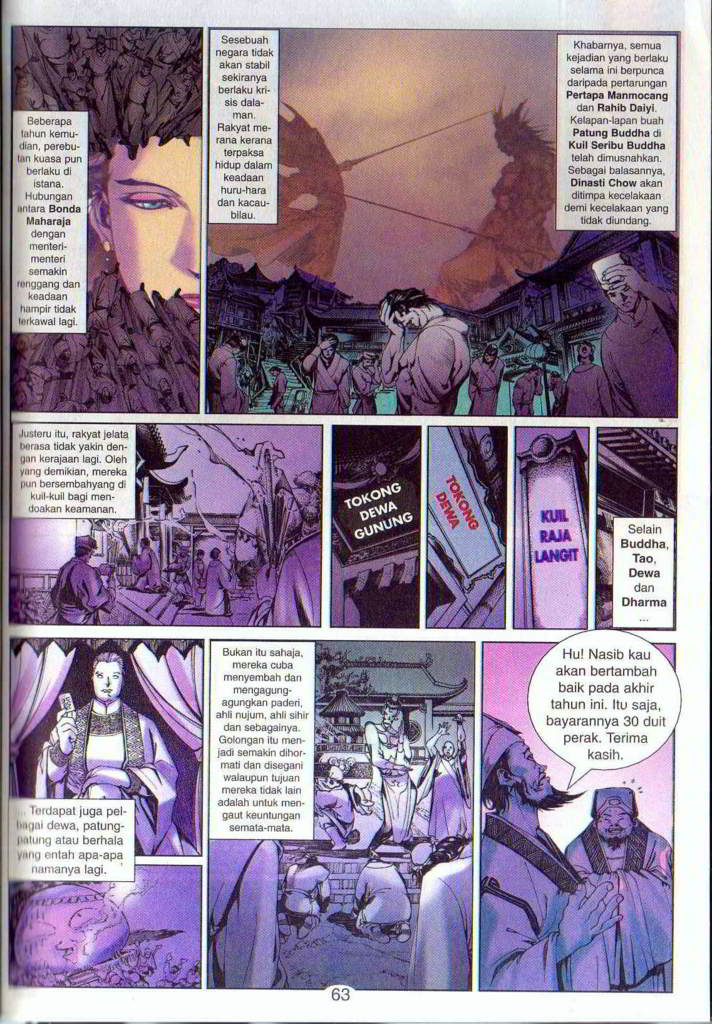 Beberapa
tahun kemu-
dian, perebu-
tan kuasa pun
berlaku di
istana.
Hubungan
antara Bonda
Maharaja
dengan
menteri-
menteri
semakin
renggang dan
keadaan
hampir tidak
terkawal lagi.
Sesebuah
negara tidak
akan stabil
sekiranya
berlaku kri-
sis dala-
man.
Rakyat me-
rana kerana
terpaksa
hidup dalam
keadaan
huru-hara
dan kacau-
bilau.
Khabarnya, semua
kejadian yang berlaku
selama ini berpunca
daripada pertarungan
Pertapa Manmocang
dan Rahib Daiyi.
Kelapan-lapan buah
Patung Buddha di
Kuil Seribu Buddha
telah dimusnahkan.
Sebagai balasannya,
Dinasti Chow akan
ditimpa kecelakaan
demi kecelakaan yang
tidak diundang.
Justeru itu, rakyat jelata
berasa tidak yakin den-
gan kerajaan lagi. Oleh
yang demikian, mereka
pun bersembahyang di
kuil-kuil bagi men-
doakan keamanan.
TOKONG
DEWA
GUNUNG
TOKONG
DEWA
KUIL
RAJA
LANGIT
Selain
Buddha,
Tao,
Dewa
dan
Dharma
...
... Terdapat juga pel-
bagai dewa, patung-
patung atau berhala
yang entah apa-apa
namanya lagi.
Bukan itu sahaja,
mereka cuba
menyembah dan
mengagung-
agungkan paderi,
ahli nujum, ahli sihir
dan sebagainya.
Golongan itu men-
jadi semakin dihor-
mati dan disegani
walaupun tujuan
mereka tidak lain
adalah untuk men-
gaut keuntungan
semata-mata.
Hu! Nasib kau
akan bertambah
baik pada akhir
tahun ini. Itu saja,
bayarannya 30 duit
perak. Terima
kasih.
63